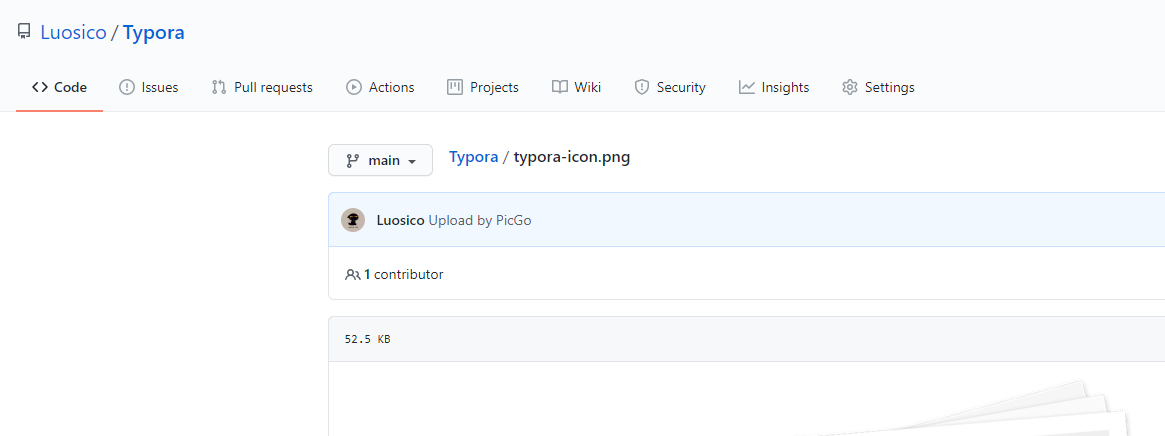 Luosico / Typora
Code Issues Pull requests Actions Projects Wiki Security Insights Settings
main Typora / typora-icon.png
Luosico Upload by PicGo
1 contributor
52.5 KB